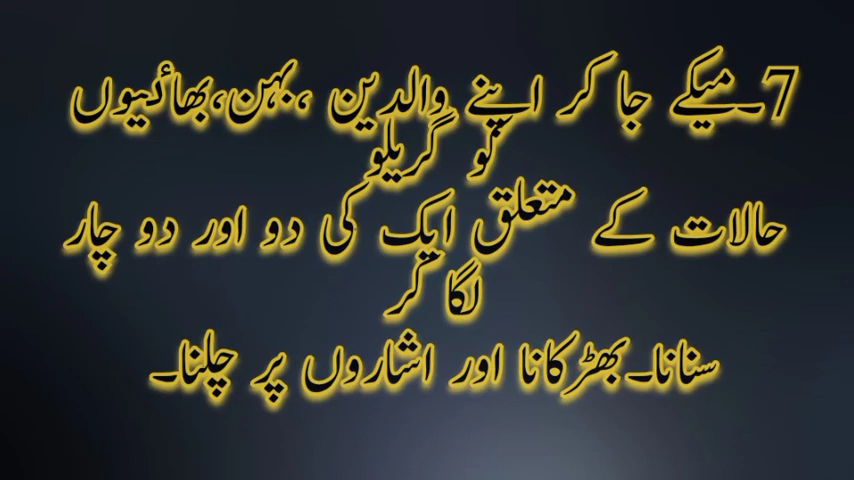 7۔میکے جا کر اپنے والدین ،بہن،بھائیوں
کو گریلو
حالات کے متعلق ایک کی دو اور دو چار
لگا کر
سنانا۔بھڑکانا اور اشاروں پر چلنا۔